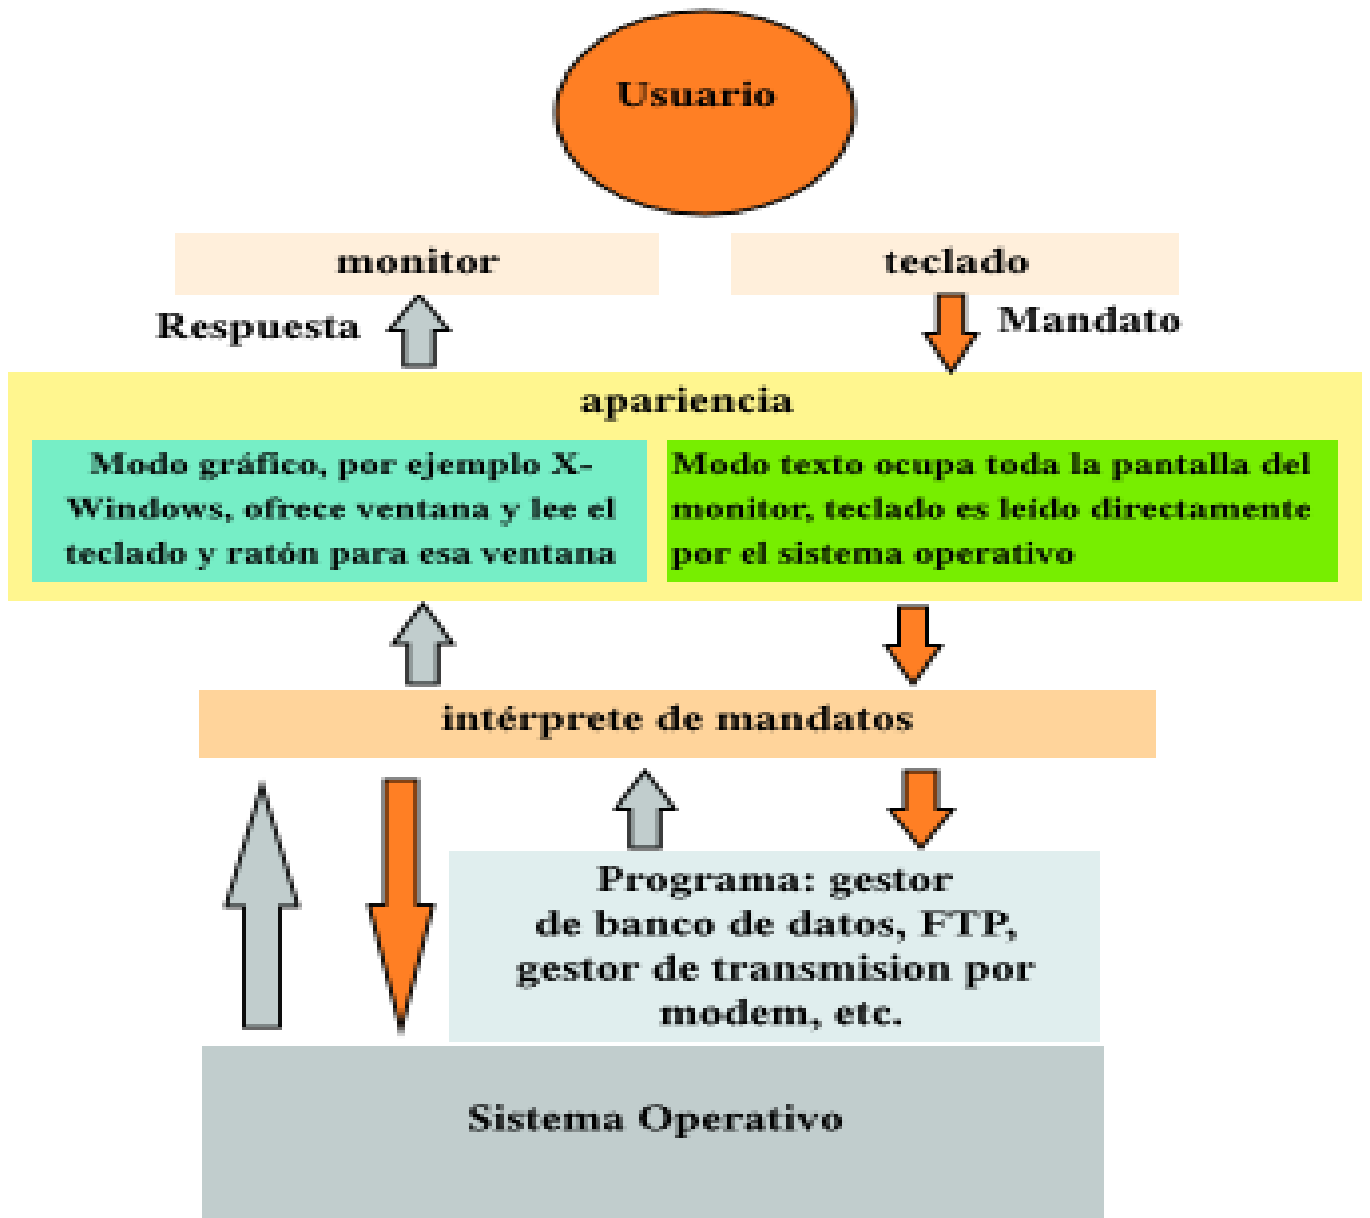 Usuario
monitor
teclado
Respuesta
Mandato
apariencia
Modo gráfico, por ejemplo X-
Windows, ofrece ventana y lee el
teclado y ratón para esa ventana
Modo texto ocupa toda la pantalla del
monitor, teclado es leído directamente
por el sistema operativo
intérprete de mandatos
Programa: gestor
de banco de datos, FTP,
gestor de transmision por
modem, etc.
Sistema Operativo